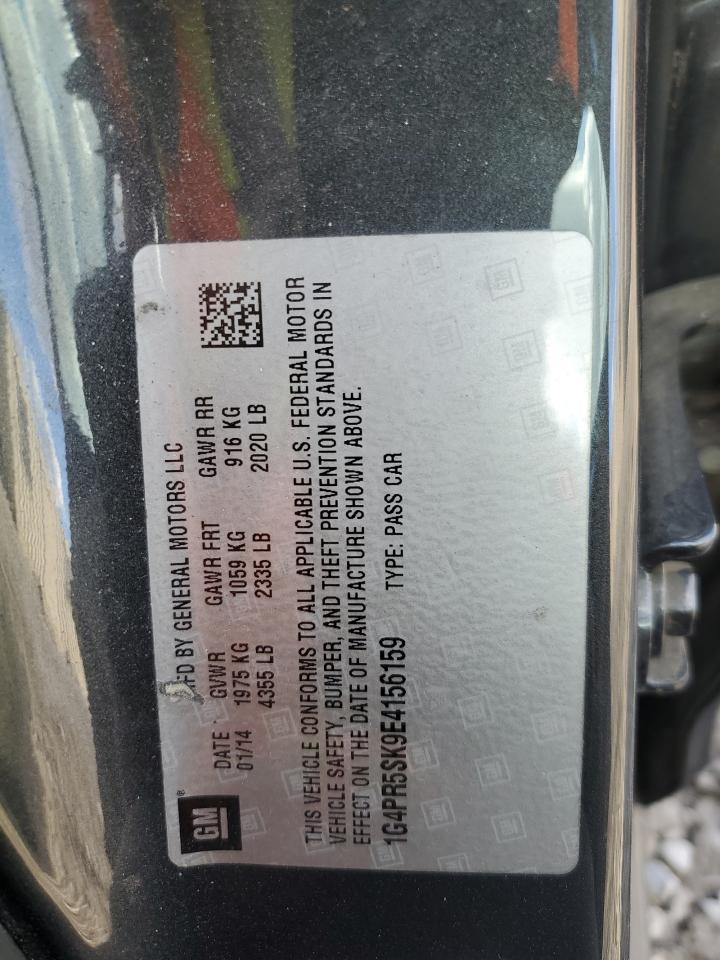 GM ®
MFD BY GENERAL MOTORS LLC
DATE GVWR GAWR FRT GAWR RR
01/14 1975 KG 1059 KG 916 KG
4355 LB 2335 LB 2020 LB
THIS VEHICLE CONFORMS TO ALL APPLICABLE U.S. FEDERAL MOTOR
VEHICLE SAFETY, BUMPER, AND THEFT PREVENTION STANDARDS IN
EFFECT ON THE DATE OF MANUFACTURE SHOWN ABOVE.
1G4PR5SK9E4156159 TYPE: PASS CAR